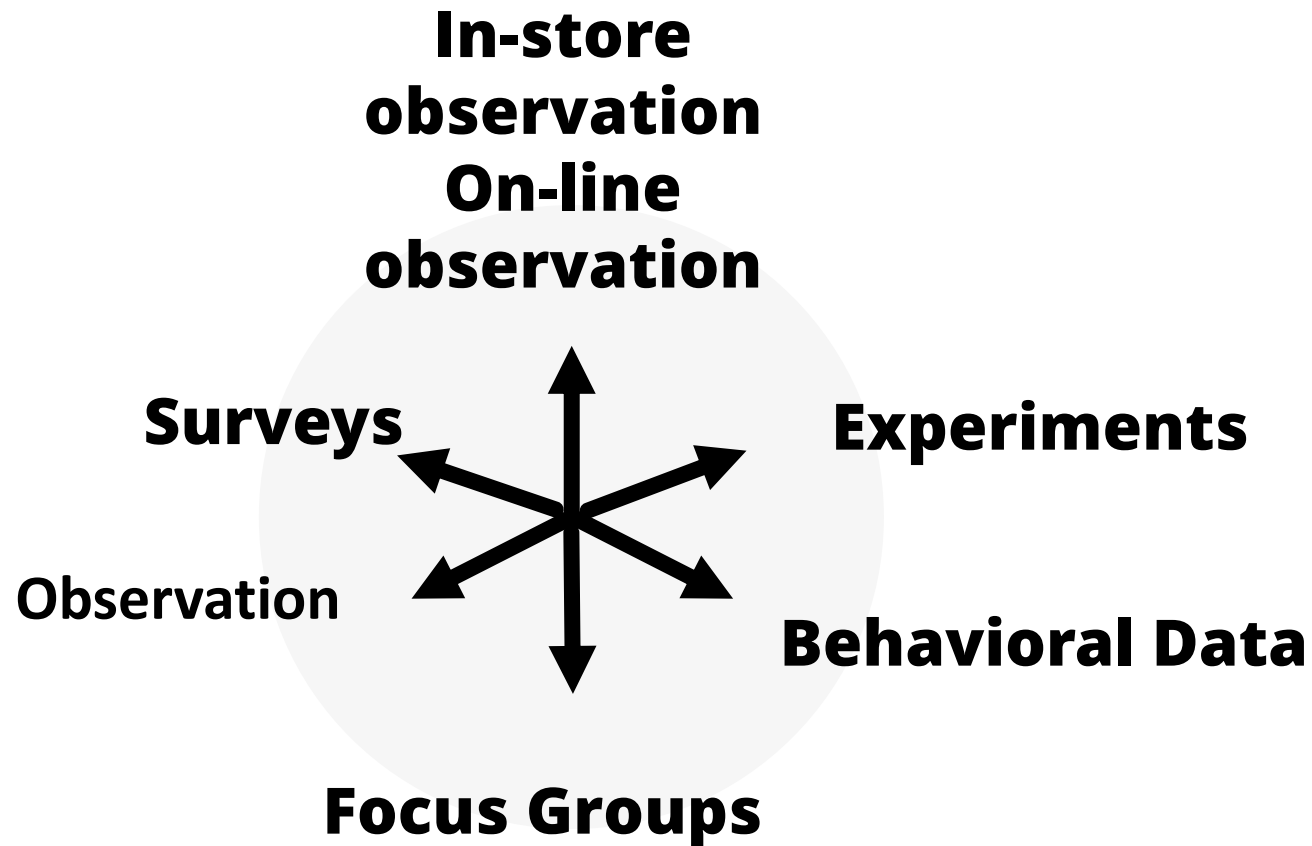 In-store
observation
On-line
observation
Surveys
Experiments
Observation
Behavioral Data
Focus Groups